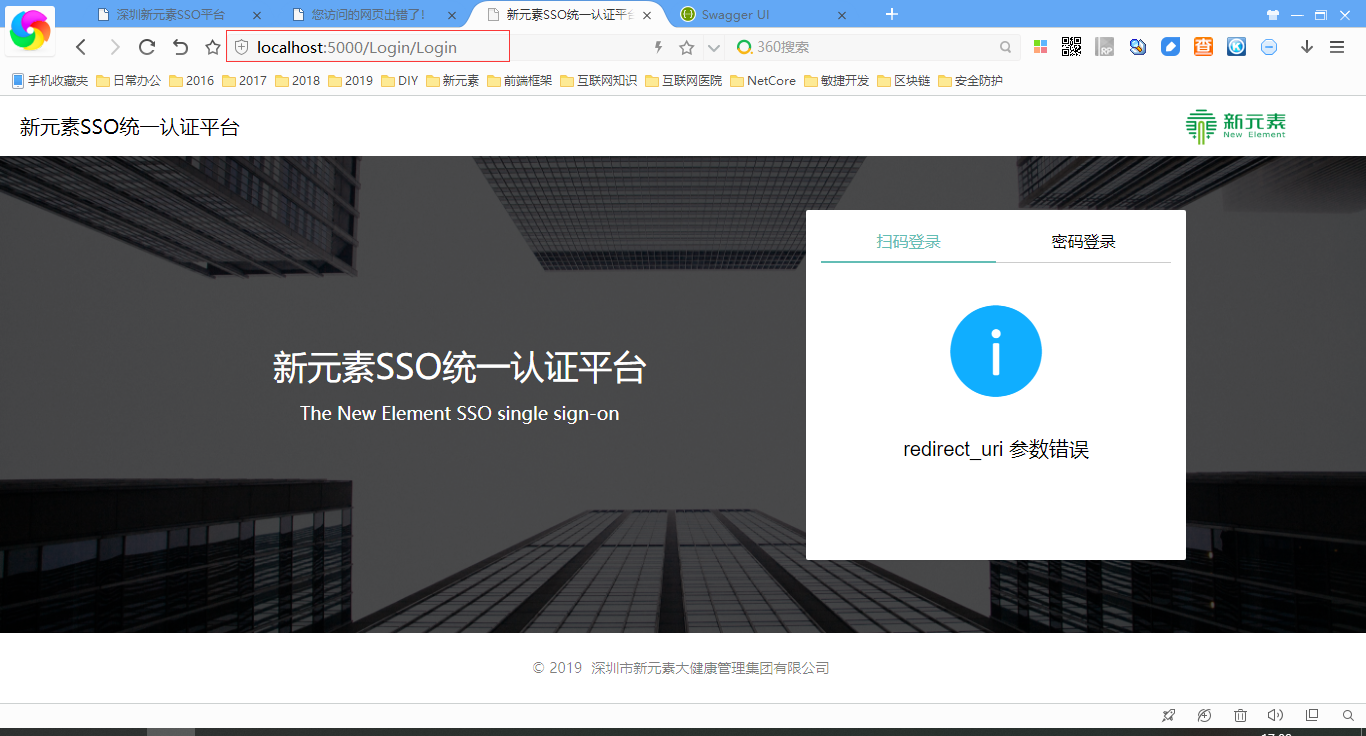 深圳新元素SSO平台
您访问的网页出错了!
新元素SSO统一认证平台
Swagger UI
localhost:5000/Login/Login
360搜索
手机收藏夹 日常办公 2016 2017 2018 2019 DIY 新元素 前端框架 互联网知识 互联网医院 NetCore 敏捷开发 区块链 安全防护
新元素SSO统一认证平台
新元素
New Element
扫码登录 密码登录
新元素SSO统一认证平台
The New Element SSO single sign-on
redirect_uri 参数错误
© 2019 深圳市新元素大健康管理集团有限公司